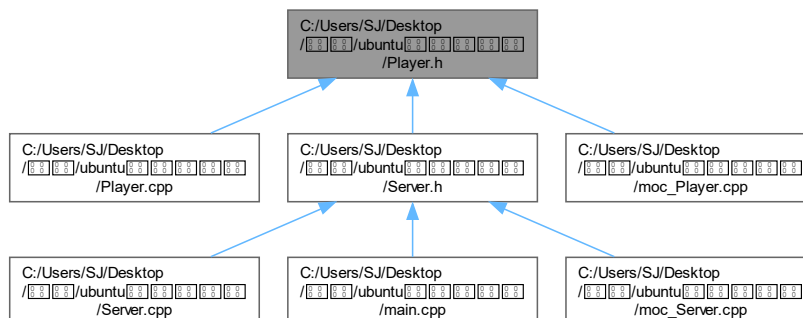 C:/Users/SJ/Desktop
/ /ubuntu
/Player.h
C:/Users/SJ/Desktop
/ /ubuntu
/Player.cpp
C:/Users/SJ/Desktop
/ /ubuntu
/Server.h
C:/Users/SJ/Desktop
/ /ubuntu
/moc_Player.cpp
C:/Users/SJ/Desktop
/ /ubuntu
/Server.cpp
C:/Users/SJ/Desktop
/ /ubuntu
/main.cpp
C:/Users/SJ/Desktop
/ /ubuntu
/moc_Server.cpp